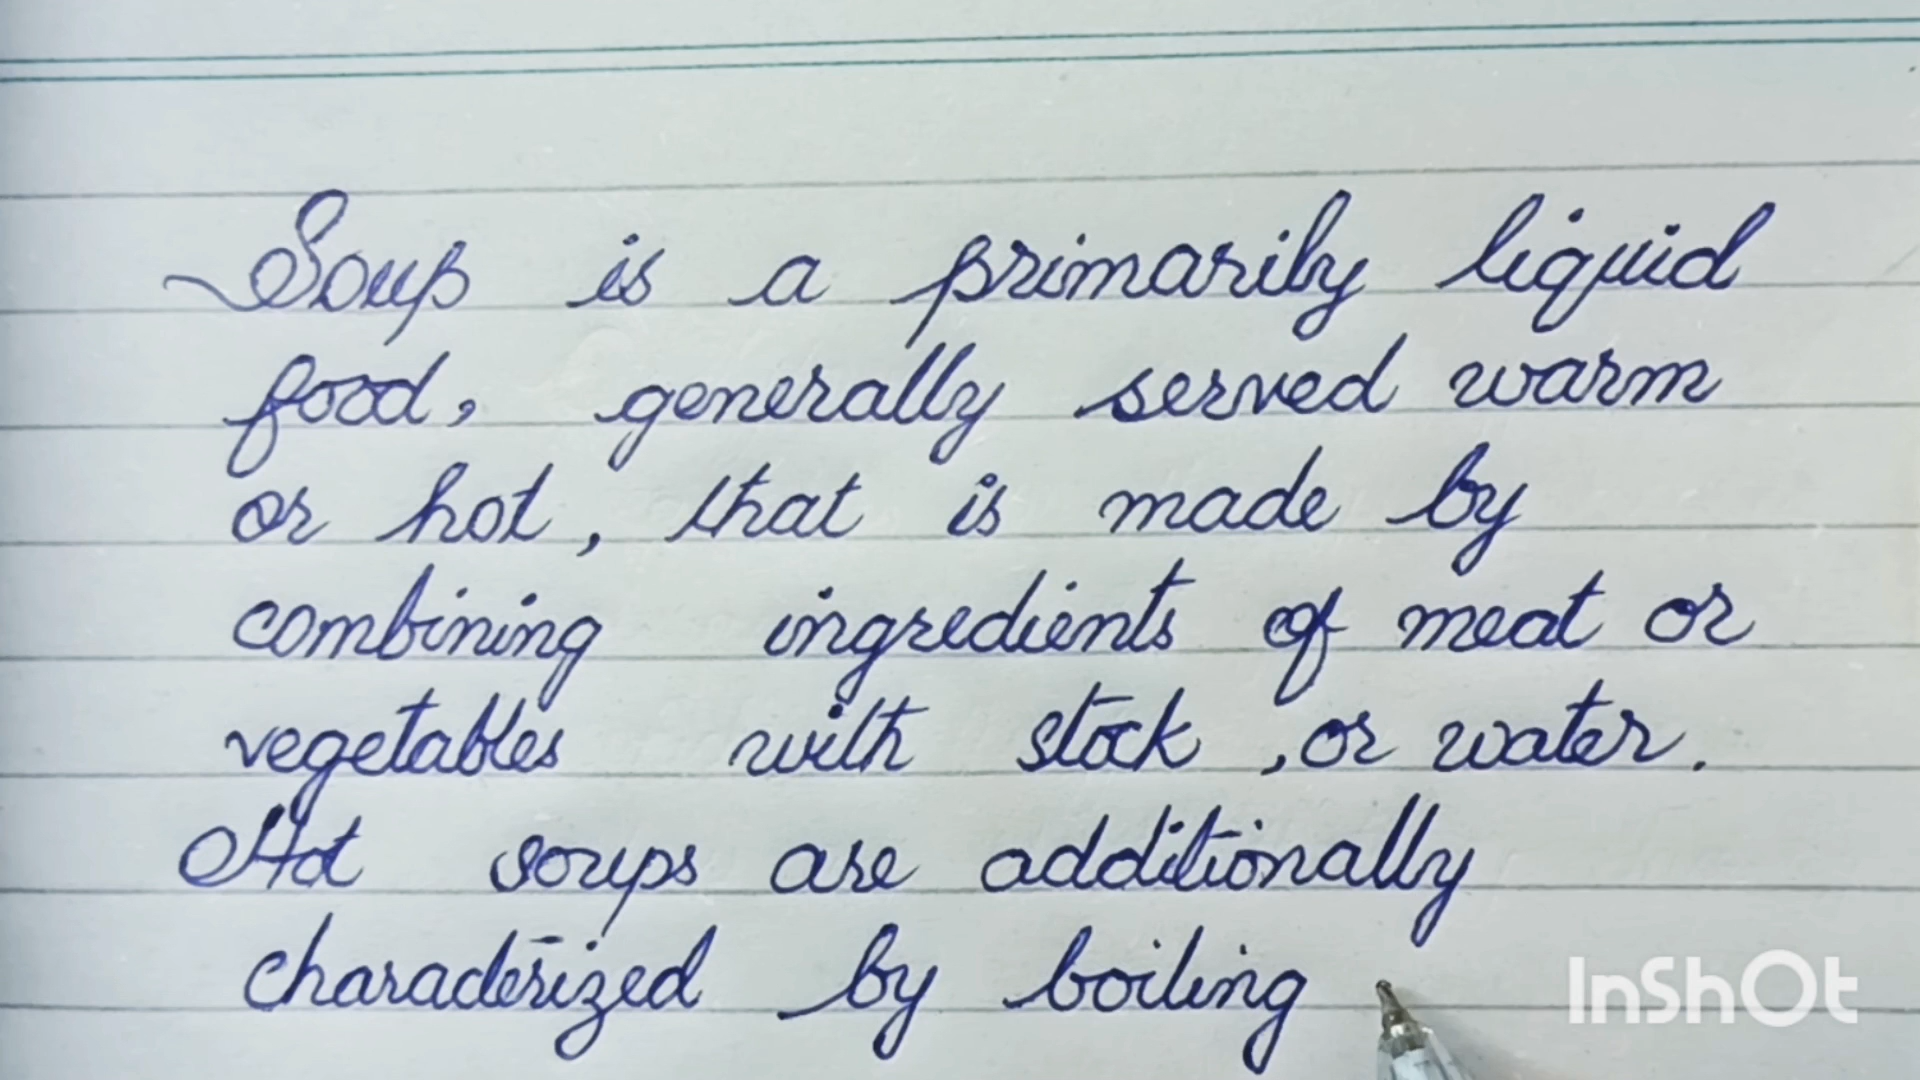 Soup is a primarily liquid
food, generally served warm
or hot, that is made by
combining ingredients of meat or
vegetables with stock , or water.
Hot soups are additionally
characterized by boiling
InShOt